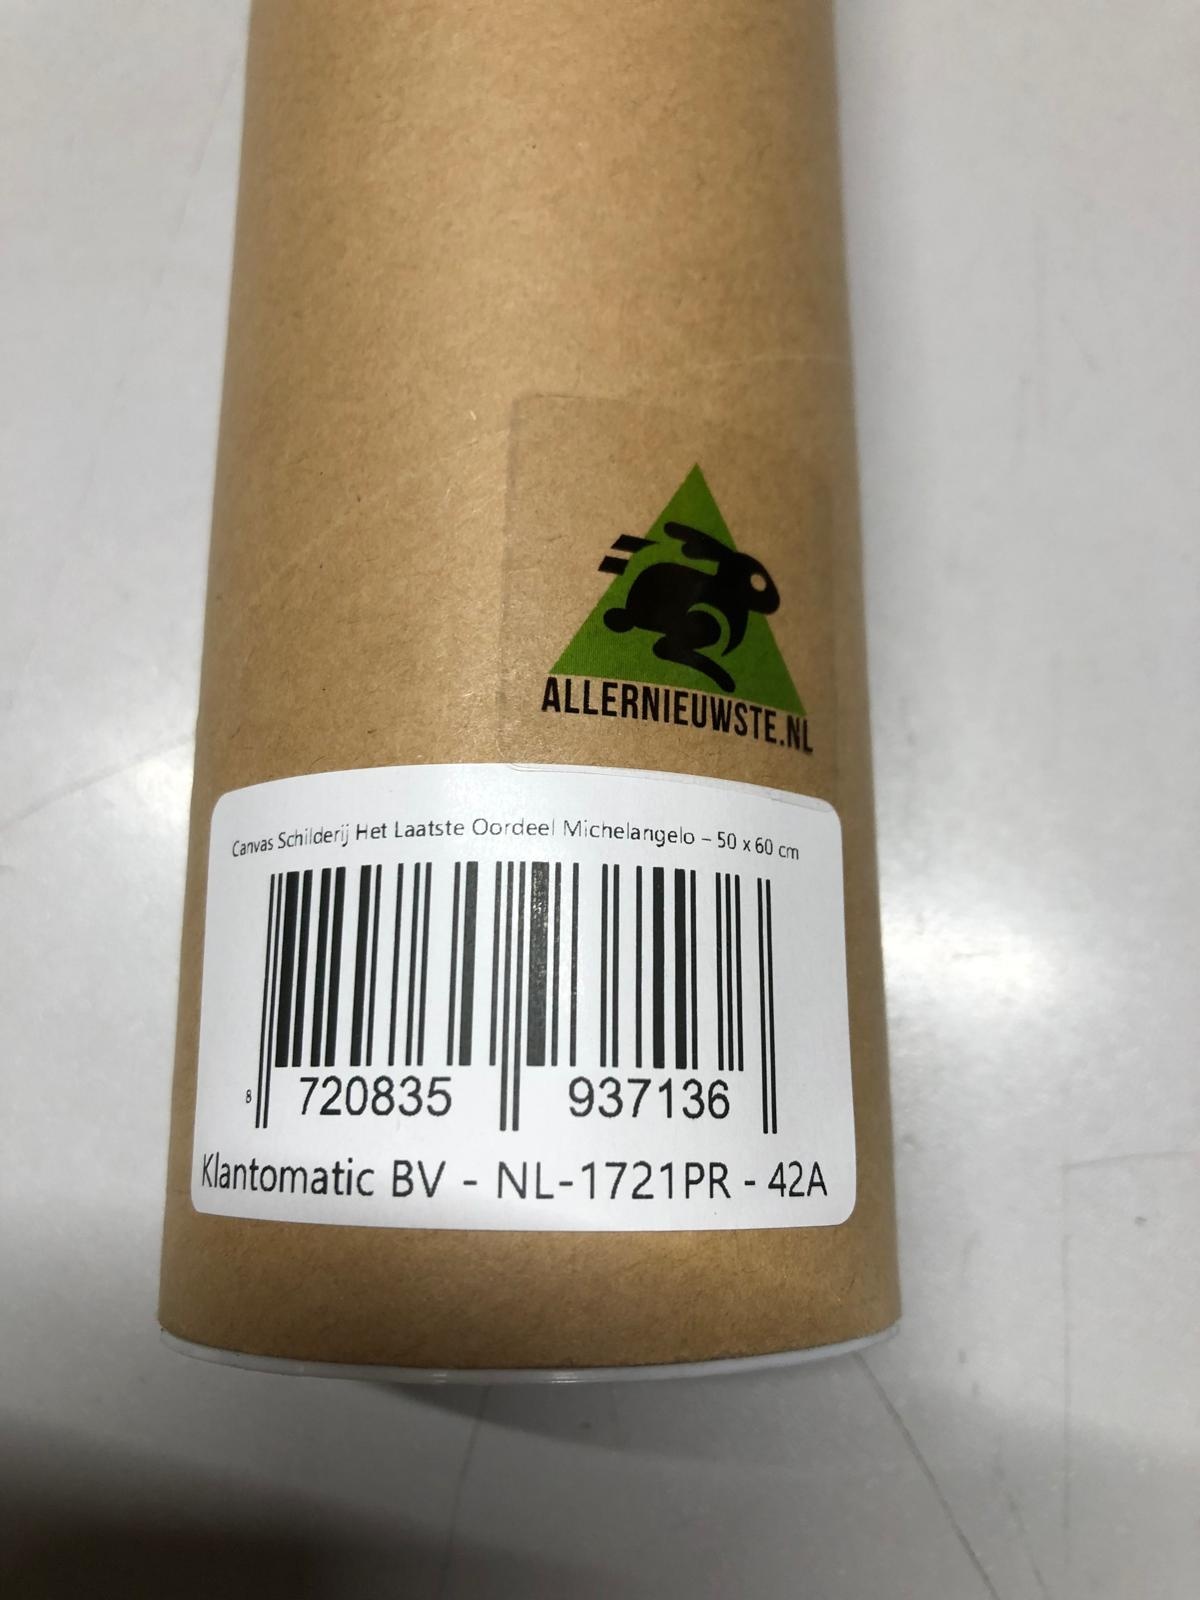 ALLERNIEUWSTE.NL
Canvas Schilderij Het Laatste Oordeel Michelangelo – 50 x 60 cm
8 720835 937136
Klantomatic BV - NL-1721PR - 42A